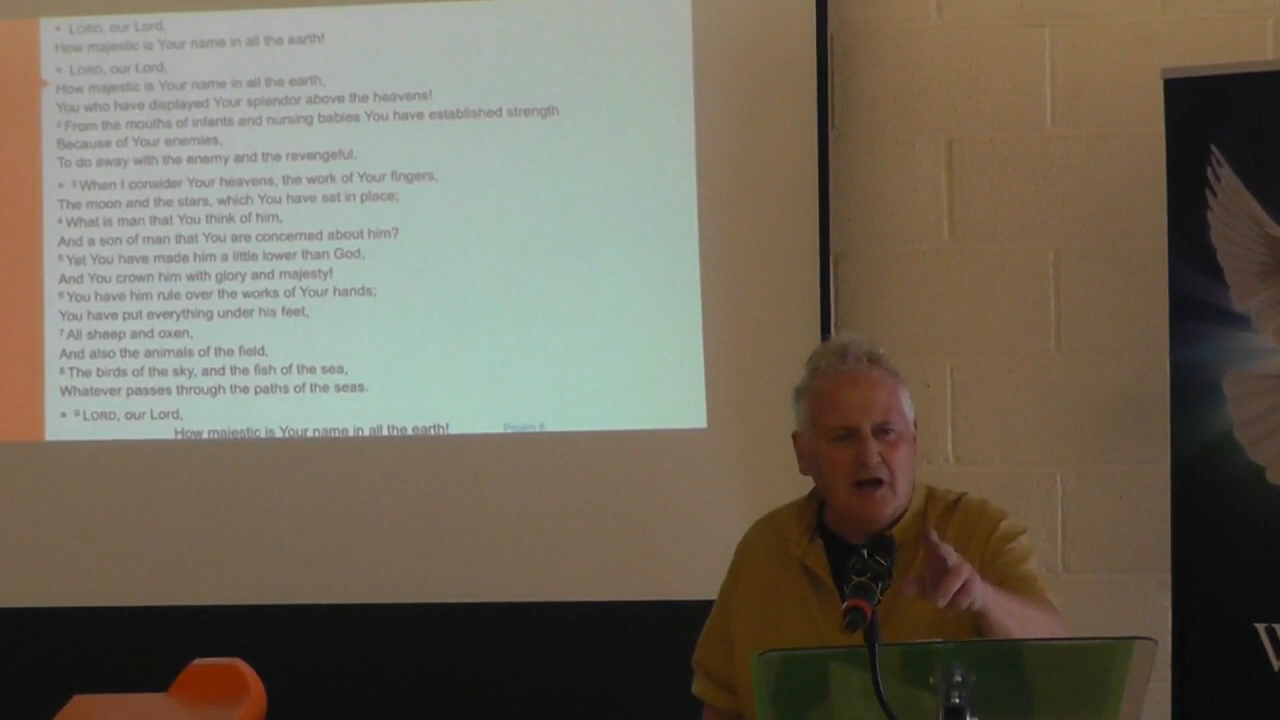 • LORD, our Lord,
How majestic is Your name in all the earth!
• LORD, our Lord,
How majestic is Your name in all the earth,
You who have displayed Your splendor above the heavens!
2 From the mouths of infants and nursing babies You have established strength
Because of Your enemies,
To do away with the enemy and the revengeful.
• 3 When I consider Your heavens, the work of Your fingers,
The moon and the stars, which You have set in place;
4 What is man that You think of him,
And a son of man that You are concerned about him?
5 Yet You have made him a little lower than God,
And You crown him with glory and majesty!
6 You have him rule over the works of Your hands;
You have put everything under his feet,
7 All sheep and oxen,
And also the animals of the field,
8 The birds of the sky, and the fish of the sea,
Whatever passes through the paths of the seas.
• 9 LORD, our Lord,
How majestic is Your name in all the earth! Psalm 8